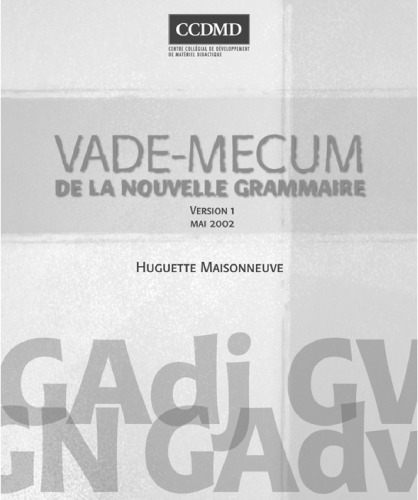 CCDMD
CENTRE COLLÉGIAL DE DÉVELOPPEMENT
DE MATÉRIEL DIDACTIQUE
VADE-MECUM
DE LA NOUVELLE GRAMMAIRE
VERSION 1
MAI 2002
HUGUETTE MAISONNEUVE
GAdj GV
GN GAdv